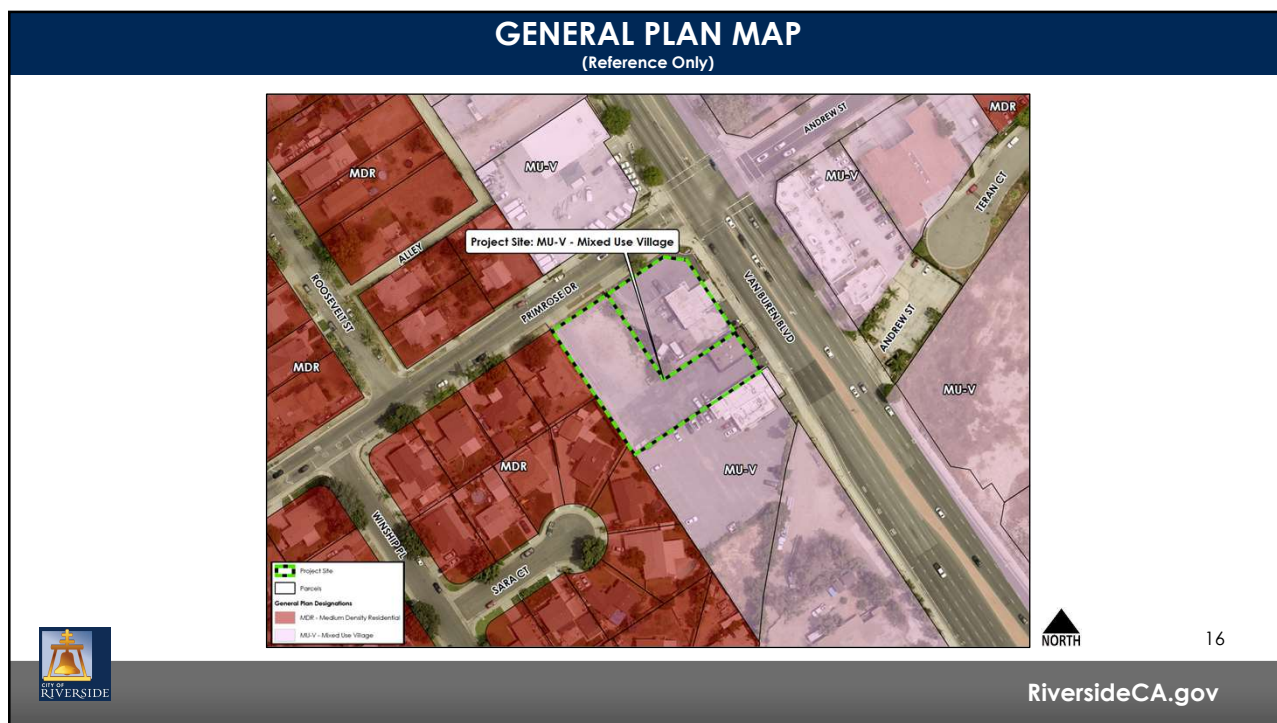 GENERAL PLAN MAP
(Reference Only)
MDR
MDR
MU-V
ANDREW ST
MU-V
TERAN CT
ALLEY
Project Site: MU-V - Mixed Use Village
ROOSEVELT ST
PRIMROSE DR
VAN BUREN BLVD
ANDREW ST
MDR
MU-V
MDR
MU-V
WINSHIP PL
SARA CT
Project Site
Parcels
General Plan Designations
MDR - Medium Density Residential
MU-V - Mixed Use Village
NORTH
16
CITY OF
RIVERSIDE
RiversideCA.gov